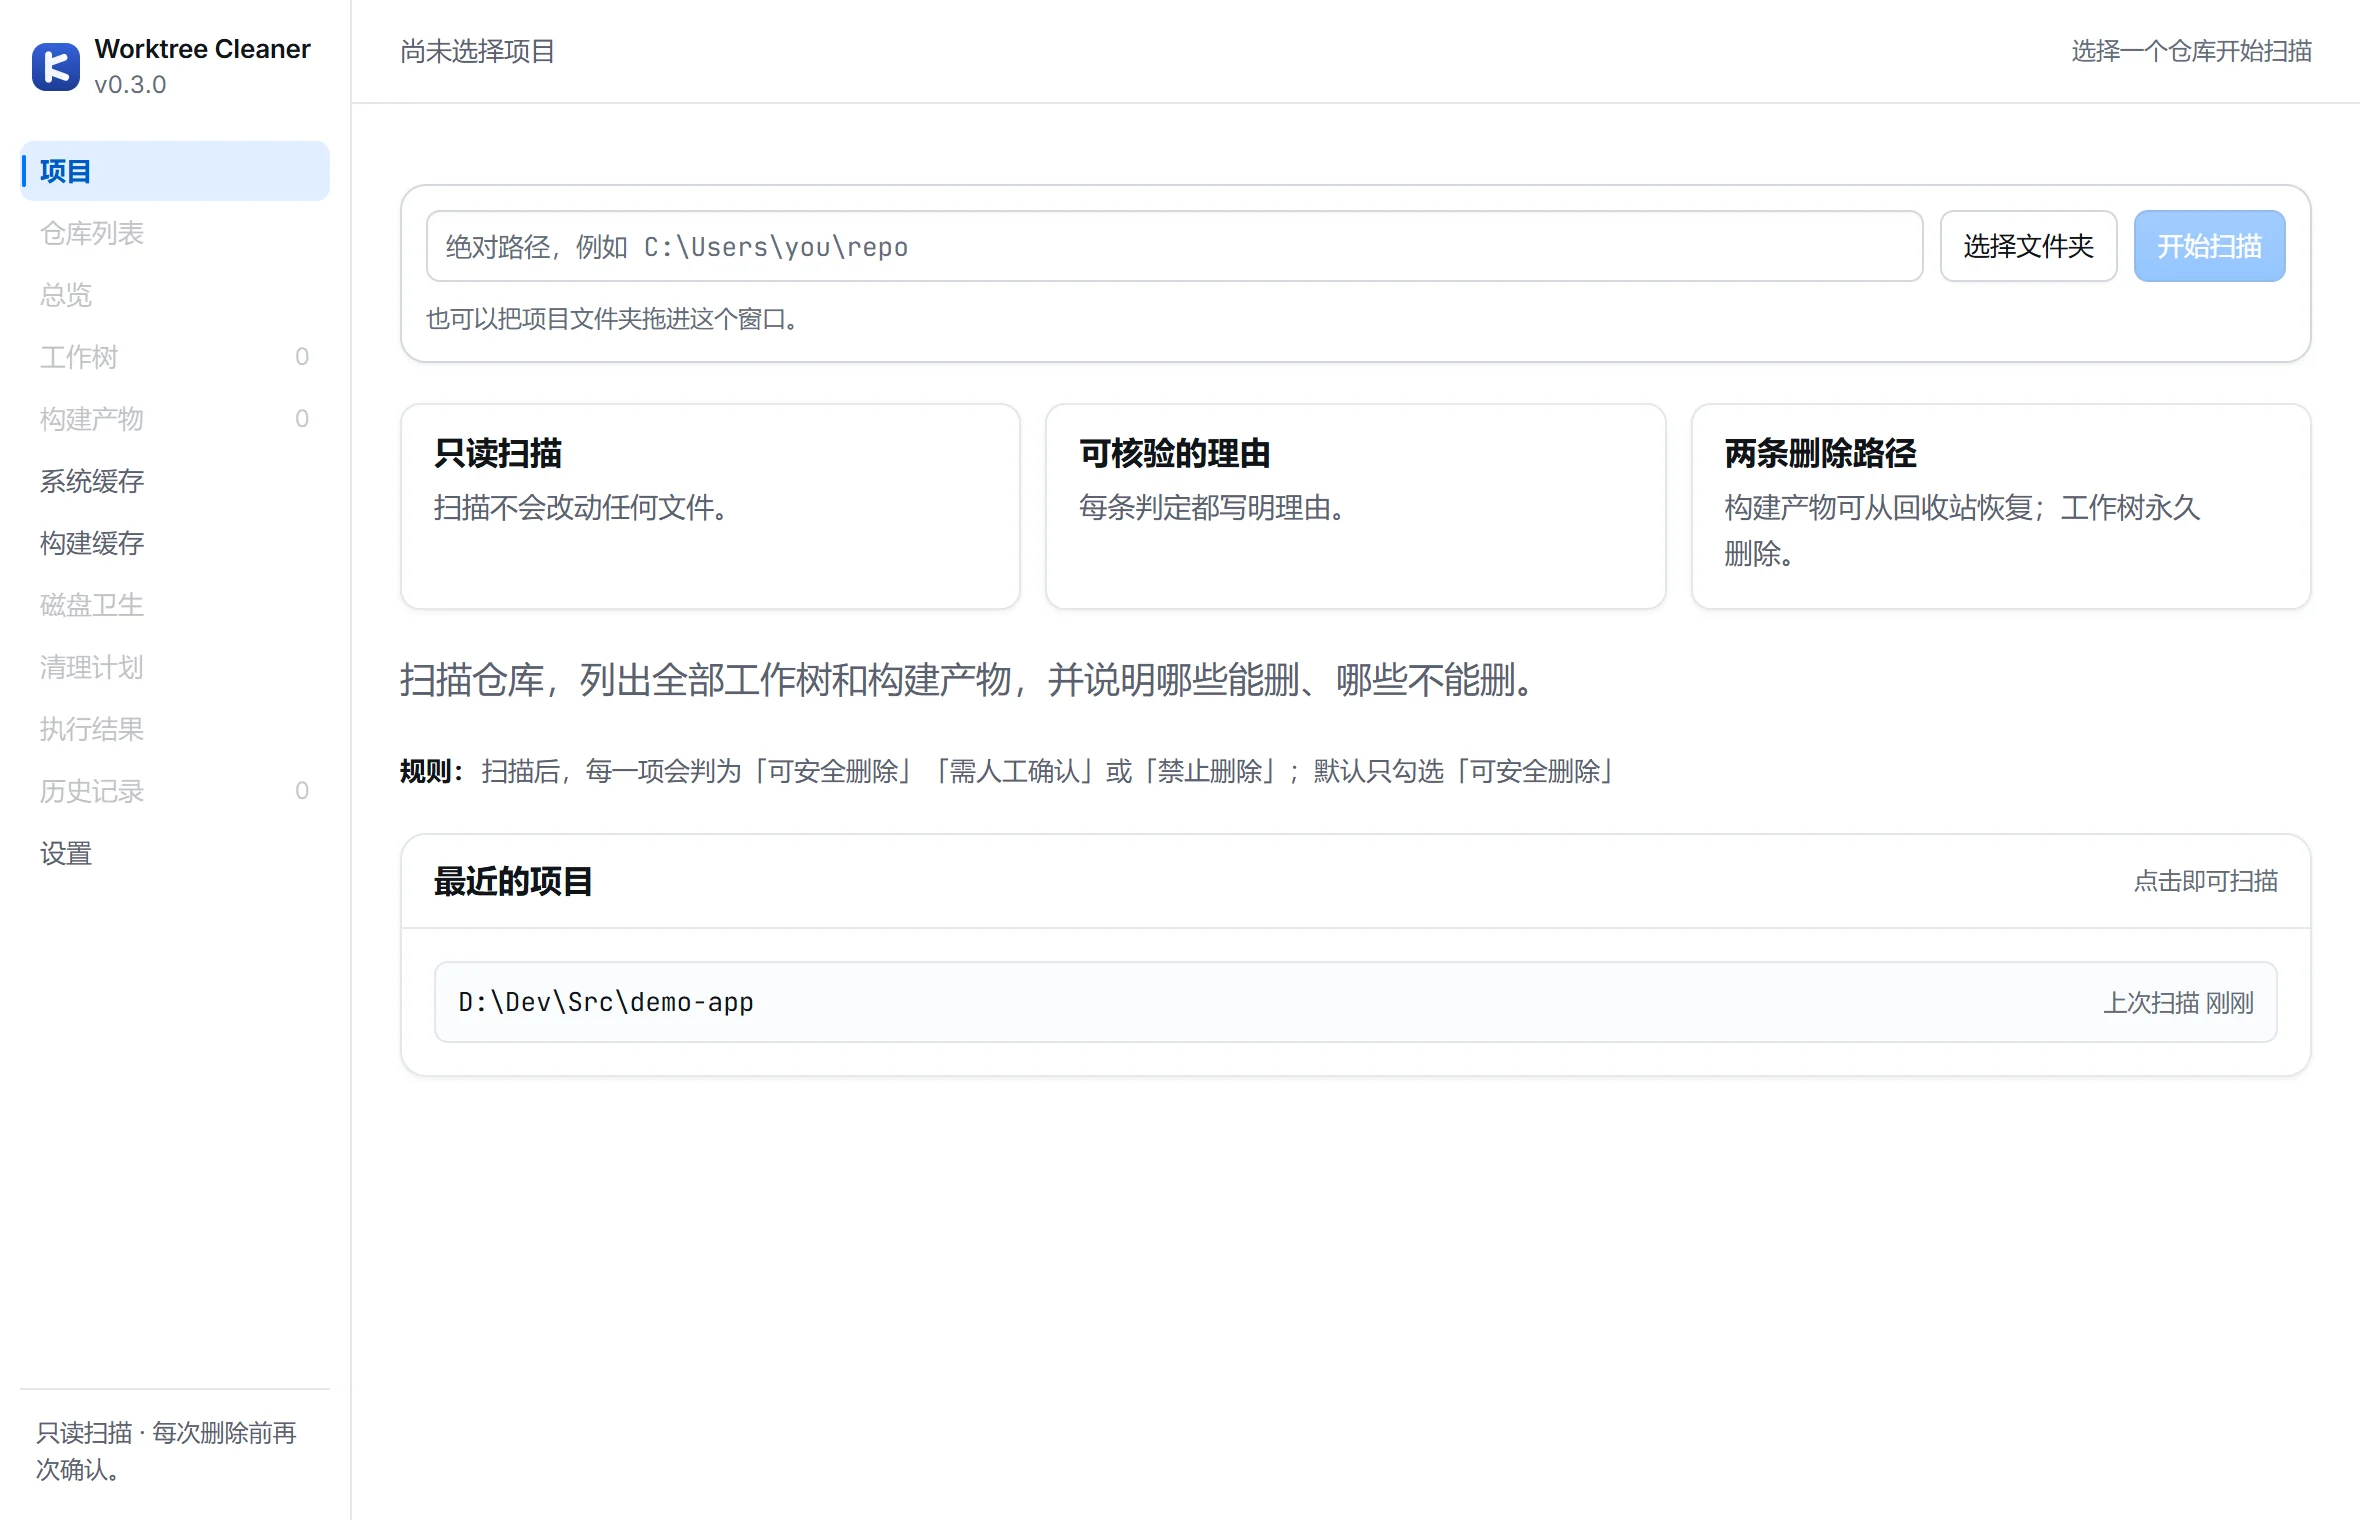 Worktree Cleaner
v0.3.0
项目
仓库列表
总览
工作树 0
构建产物 0
系统缓存
构建缓存
磁盘卫生
清理计划
执行结果
历史记录 0
设置
只读扫描 · 每次删除前再
次确认。
尚未选择项目 选择一个仓库开始扫描
绝对路径，例如 C:\Users\you\repo 选择文件夹 开始扫描
也可以把项目文件夹拖进这个窗口。
只读扫描
扫描不会改动任何文件。
可核验的理由
每条判定都写明理由。
两条删除路径
构建产物可从回收站恢复；工作树永久
删除。
扫描仓库，列出全部工作树和构建产物，并说明哪些能删、哪些不能删。
规则： 扫描后，每一项会判为「可安全删除」「需人工确认」或「禁止删除」；默认只勾选「可安全删除」
最近的项目 点击即可扫描
D:\Dev\Src\demo-app 上次扫描 刚刚